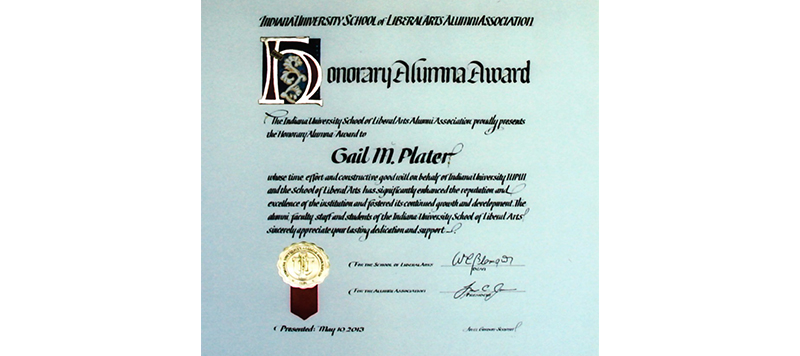 Indiana University School of Liberal Arts Alumni Association
Honorary Alumna Award
The Indiana University School of Liberal Arts Alumni Association proudly presents
the Honorary Alumna Award to
Gail M. Plater
whose time, effort and constructive good will on behalf of Indiana University IUPUI
and the School of Liberal Arts has significantly enhanced the reputation and
excellence of the institution and fostered its continued growth and development. The
alumni, faculty, staff and students of the Indiana University School of Liberal Arts
sincerely appreciate your lasting dedication and support.
For the School of Liberal Arts
Dean
For the Alumni Association
President
Presented: May 10, 2013